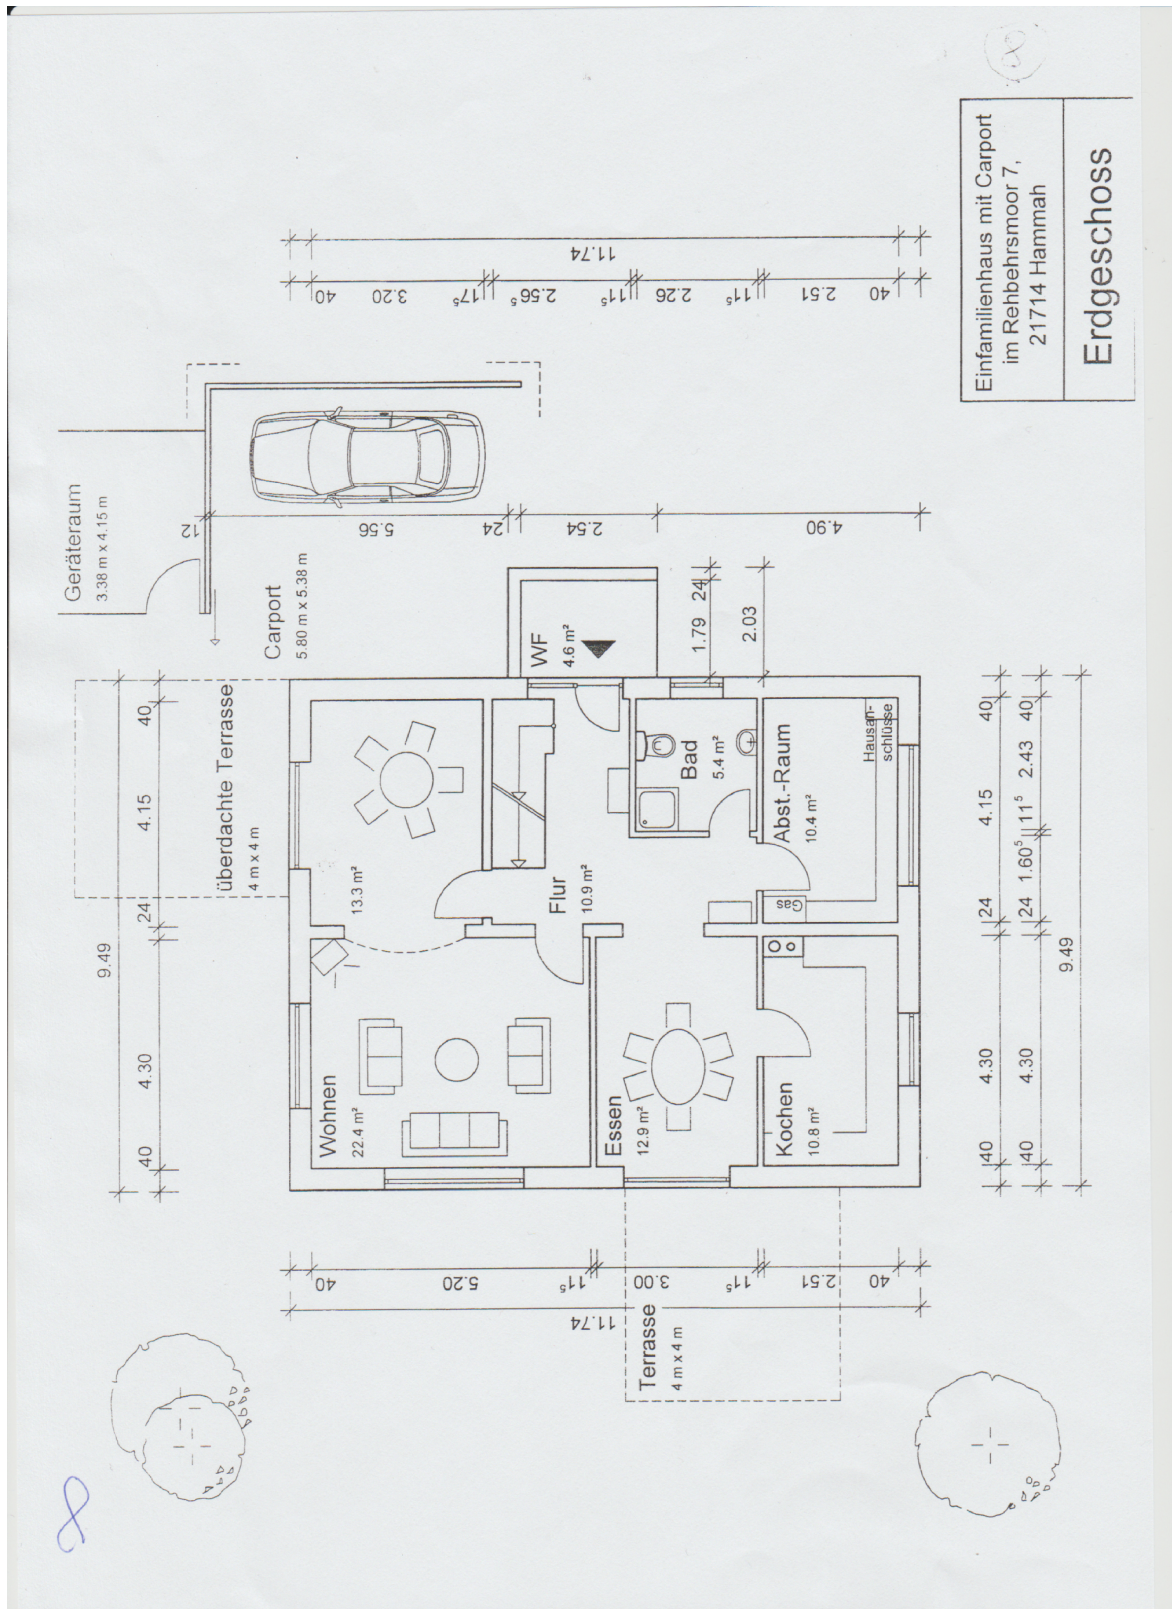 Einfamilienhaus mit Carport
im Rehbehrsmoor 7,
21714 Hammah
Erdgeschoss
8
Geräteraum
3.38 m x 4.15 m
Carport
5.80 m x 5.38 m
überdachte Terrasse
4 m x 4 m
WF
4.6 m²
13.3 m²
Flur
10.9 m²
Bad
5.4 m²
Abst.-Raum
10.4 m²
Hausan-
schlüsse
Gas
Wohnen
22.4 m²
Essen
12.9 m²
Kochen
10.8 m²
Terrasse
4 m x 4 m
11.74
40 3.20 17⁵ 2.56⁵ 11⁵ 2.26 11⁵ 2.51 40
12 5.56 24 2.54 4.90
1.79 24
2.03
9.49
40 4.30 24 4.15 40
40 4.30 24 4.15 40
40 4.30 24 1.60⁵ 11⁵ 2.43 40
9.49
40 5.20 11⁵ 3.00 11⁵ 2.51 40
11.74
8